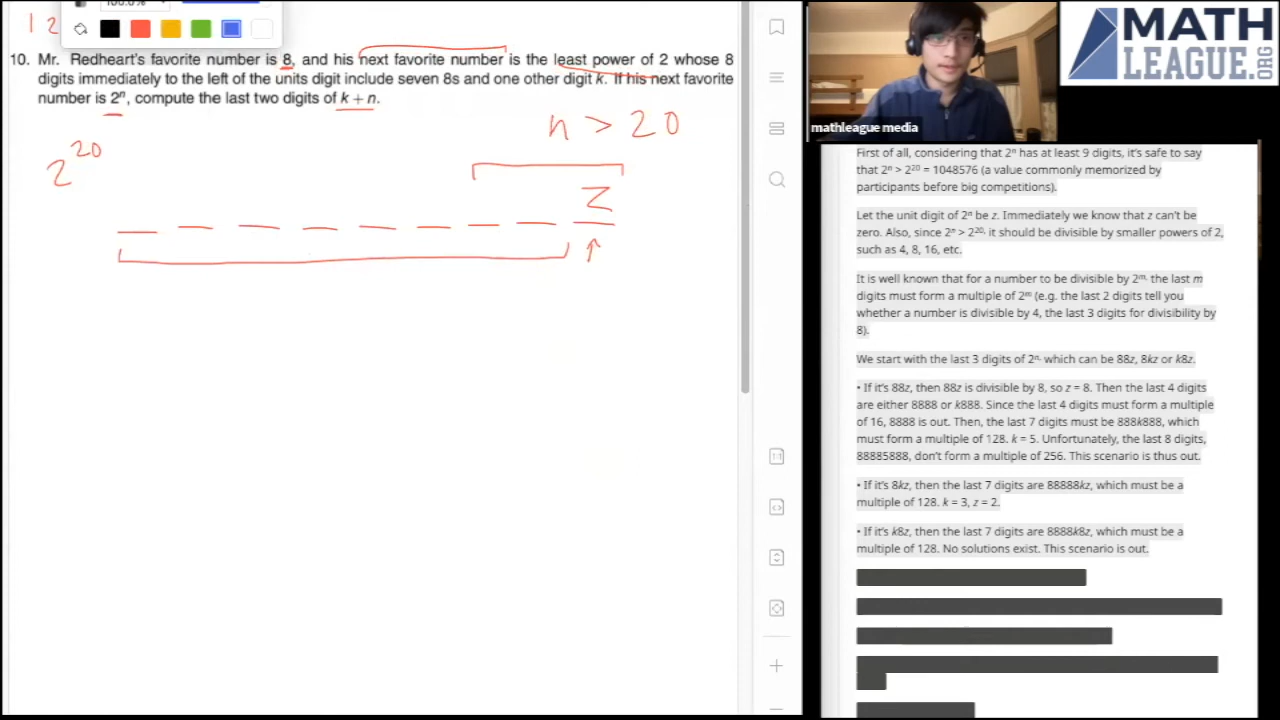 100.0%
12
10. Mr. Redheart's favorite number is 8, and his next favorite number is the least power of 2 whose 8
digits immediately to the left of the units digit include seven 8s and one other digit k. If his next favorite
number is 2ⁿ, compute the last two digits of k + n.
n > 20
2²⁰
z
MATH
LEAGUE.ORG
mathleague media
First of all, considering that 2ⁿ has at least 9 digits, it's safe to say
that 2ⁿ > 2²⁰ = 1048576 (a value commonly memorized by
participants before big competitions).
Let the unit digit of 2ⁿ be z. Immediately we know that z can't be
zero. Also, since 2ⁿ > 2²⁰, it should be divisible by smaller powers of 2,
such as 4, 8, 16, etc.
It is well known that for a number to be divisible by 2ᵐ, the last m
digits must form a multiple of 2ᵐ (e.g. the last 2 digits tell you
whether a number is divisible by 4, the last 3 digits for divisibility by
8).
We start with the last 3 digits of 2ⁿ, which can be 88z, 8kz or k8z.
• If it's 88z, then 88z is divisible by 8, so z = 8. Then the last 4 digits
are either 8888 or k888. Since the last 4 digits must form a multiple
of 16, 8888 is out. Then, the last 7 digits must be 888k888, which
must form a multiple of 128. k = 5. Unfortunately, the last 8 digits,
88885888, don't form a multiple of 256. This scenario is thus out.
• If it's 8kz, then the last 7 digits are 88888kz, which must be a
multiple of 128. k = 3, z = 2.
• If it's k8z, then the last 7 digits are 8888k8z, which must be a
multiple of 128. No solutions exist. This scenario is out.